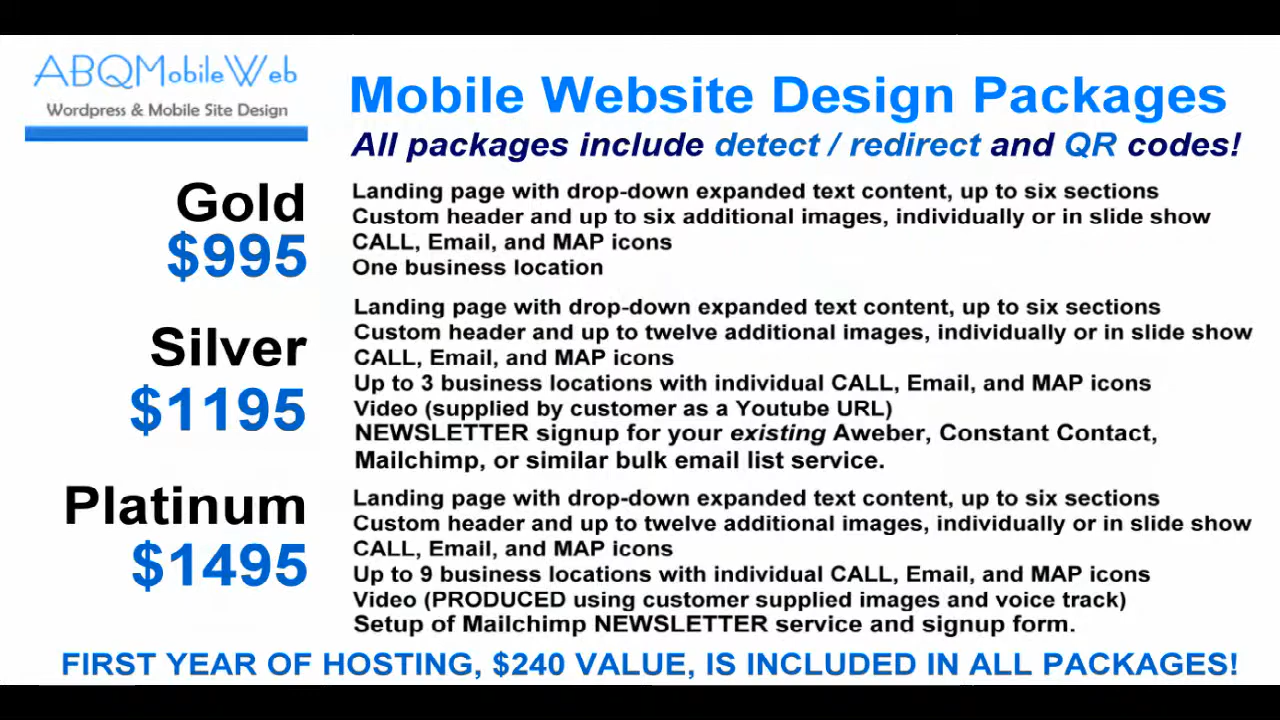 ABQMobileWeb
Wordpress & Mobile Site Design
Mobile Website Design Packages
All packages include detect / redirect and QR codes!
Gold
$995
Landing page with drop-down expanded text content, up to six sections
Custom header and up to six additional images, individually or in slide show
CALL, Email, and MAP icons
One business location
Silver
$1195
Landing page with drop-down expanded text content, up to six sections
Custom header and up to twelve additional images, individually or in slide show
CALL, Email, and MAP icons
Up to 3 business locations with individual CALL, Email, and MAP icons
Video (supplied by customer as a Youtube URL)
NEWSLETTER signup for your existing Aweber, Constant Contact,
Mailchimp, or similar bulk email list service.
Platinum
$1495
Landing page with drop-down expanded text content, up to six sections
Custom header and up to twelve additional images, individually or in slide show
CALL, Email, and MAP icons
Up to 9 business locations with individual CALL, Email, and MAP icons
Video (PRODUCED using customer supplied images and voice track)
Setup of Mailchimp NEWSLETTER service and signup form.
FIRST YEAR OF HOSTING, $240 VALUE, IS INCLUDED IN ALL PACKAGES!